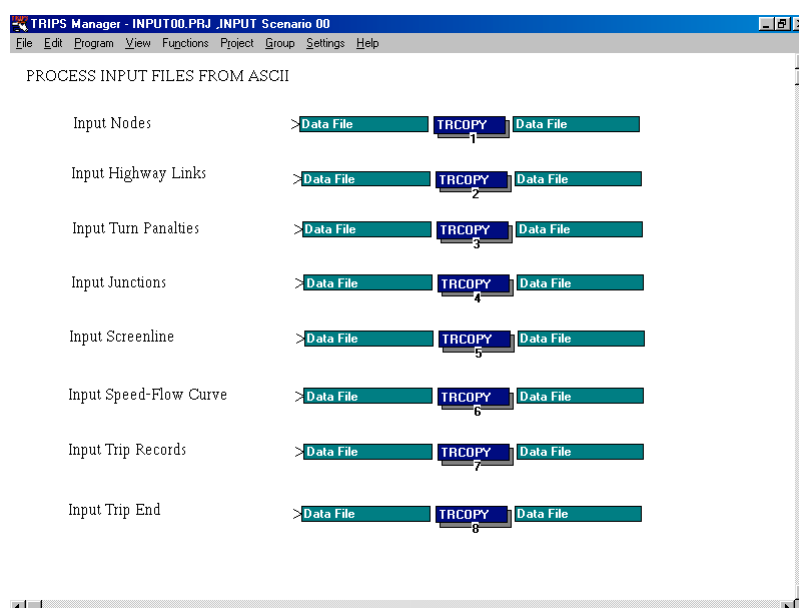 TRIPS Manager - INPUT00.PRJ ,INPUT Scenario 00
File Edit Program View Functions Project Group Settings Help
PROCESS INPUT FILES FROM ASCII
Input Nodes >Data File TRCOPY 1 Data File
Input Highway Links >Data File TRCOPY 2 Data File
Input Turn Panalties >Data File TRCOPY 3 Data File
Input Junctions >Data File TRCOPY 4 Data File
Input Screenline >Data File TRCOPY 5 Data File
Input Speed-Flow Curve >Data File TRCOPY 6 Data File
Input Trip Records >Data File TRCOPY 7 Data File
Input Trip End >Data File TRCOPY 8 Data File